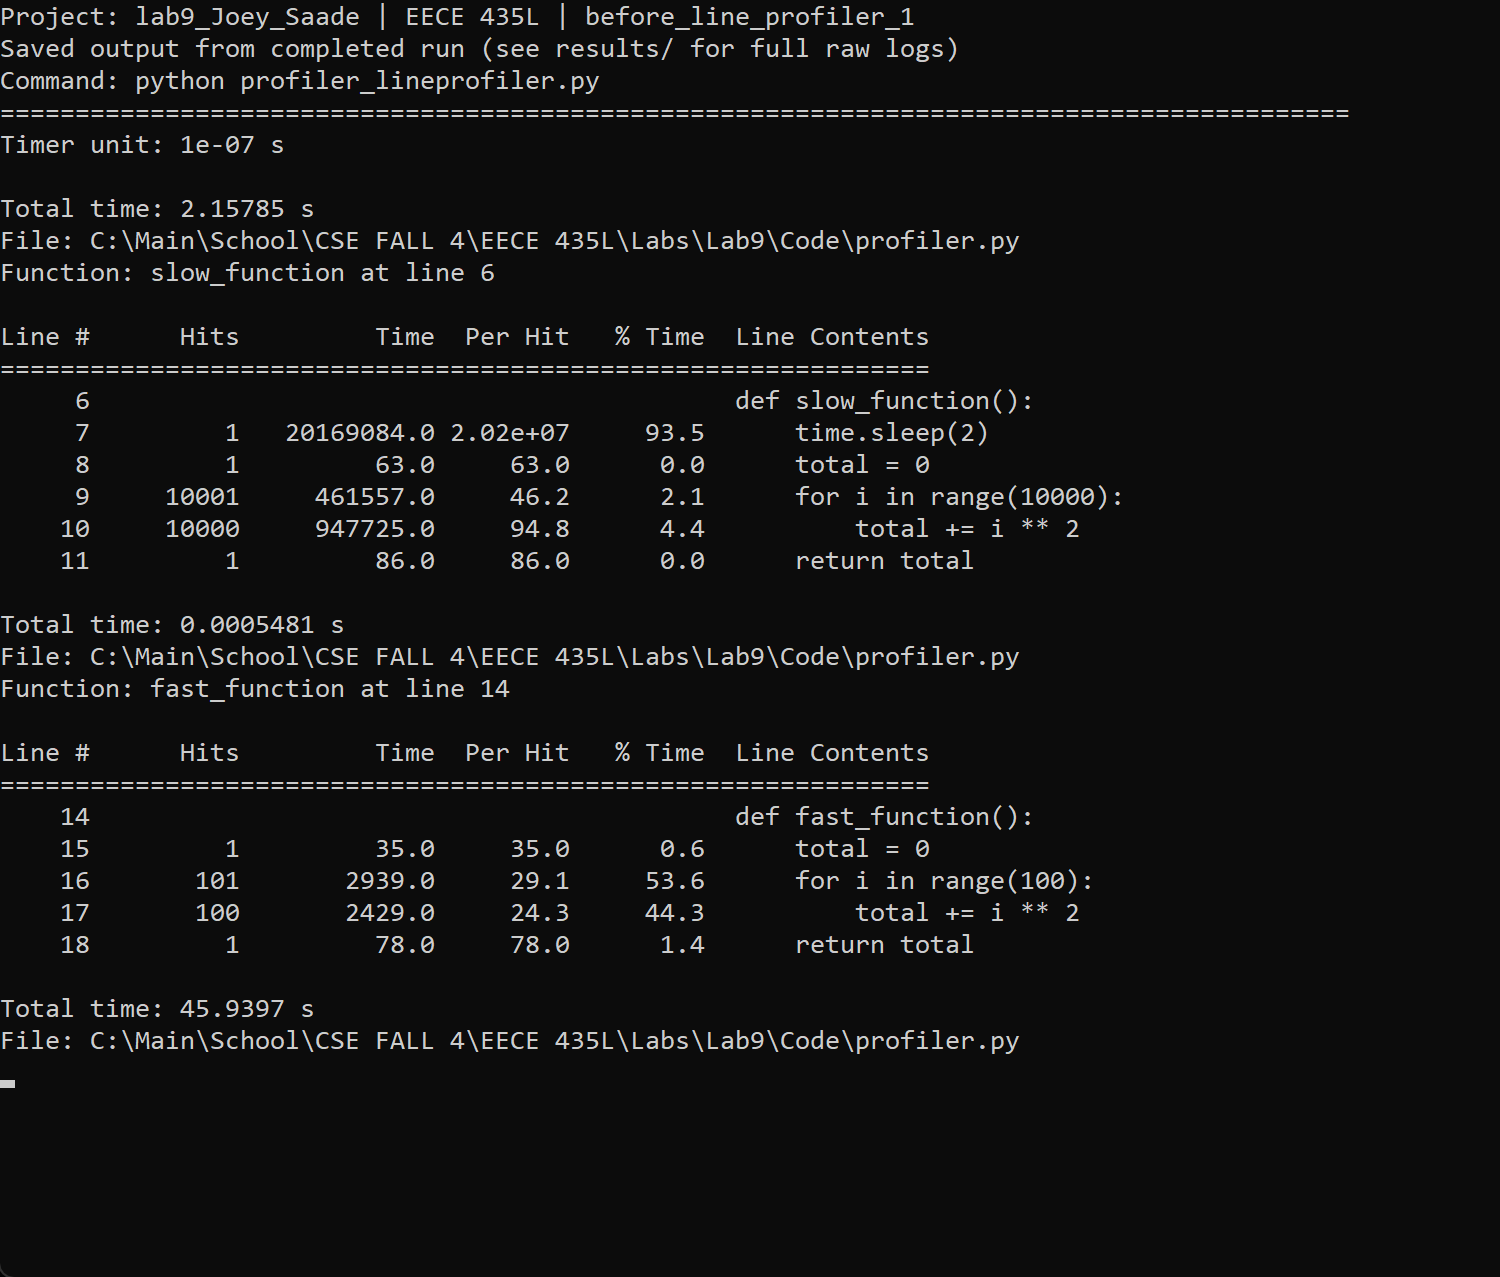 Project: lab9_Joey_Saade | EECE 435L | before_line_profiler_1
Saved output from completed run (see results/ for full raw logs)
Command: python profiler_lineprofiler.py
==========================================================================================
Timer unit: 1e-07 s
Total time: 2.15785 s
File: C:\Main\School\CSE FALL 4\EECE 435L\Labs\Lab9\Code\profiler.py
Function: slow_function at line 6
Line #      Hits         Time  Per Hit   % Time  Line Contents
==============================================================
     6                                           def slow_function():
     7         1   20169084.0 2.02e+07     93.5      time.sleep(2)
     8         1         63.0     63.0      0.0      total = 0
     9     10001     461557.0     46.2      2.1      for i in range(10000):
    10     10000     947725.0     94.8      4.4          total += i ** 2
    11         1         86.0     86.0      0.0      return total
Total time: 0.0005481 s
File: C:\Main\School\CSE FALL 4\EECE 435L\Labs\Lab9\Code\profiler.py
Function: fast_function at line 14
Line #      Hits         Time  Per Hit   % Time  Line Contents
==============================================================
    14                                           def fast_function():
    15         1         35.0     35.0      0.6      total = 0
    16       101       2939.0     29.1     53.6      for i in range(100):
    17       100       2429.0     24.3     44.3          total += i ** 2
    18         1         78.0     78.0      1.4      return total
Total time: 45.9397 s
File: C:\Main\School\CSE FALL 4\EECE 435L\Labs\Lab9\Code\profiler.py